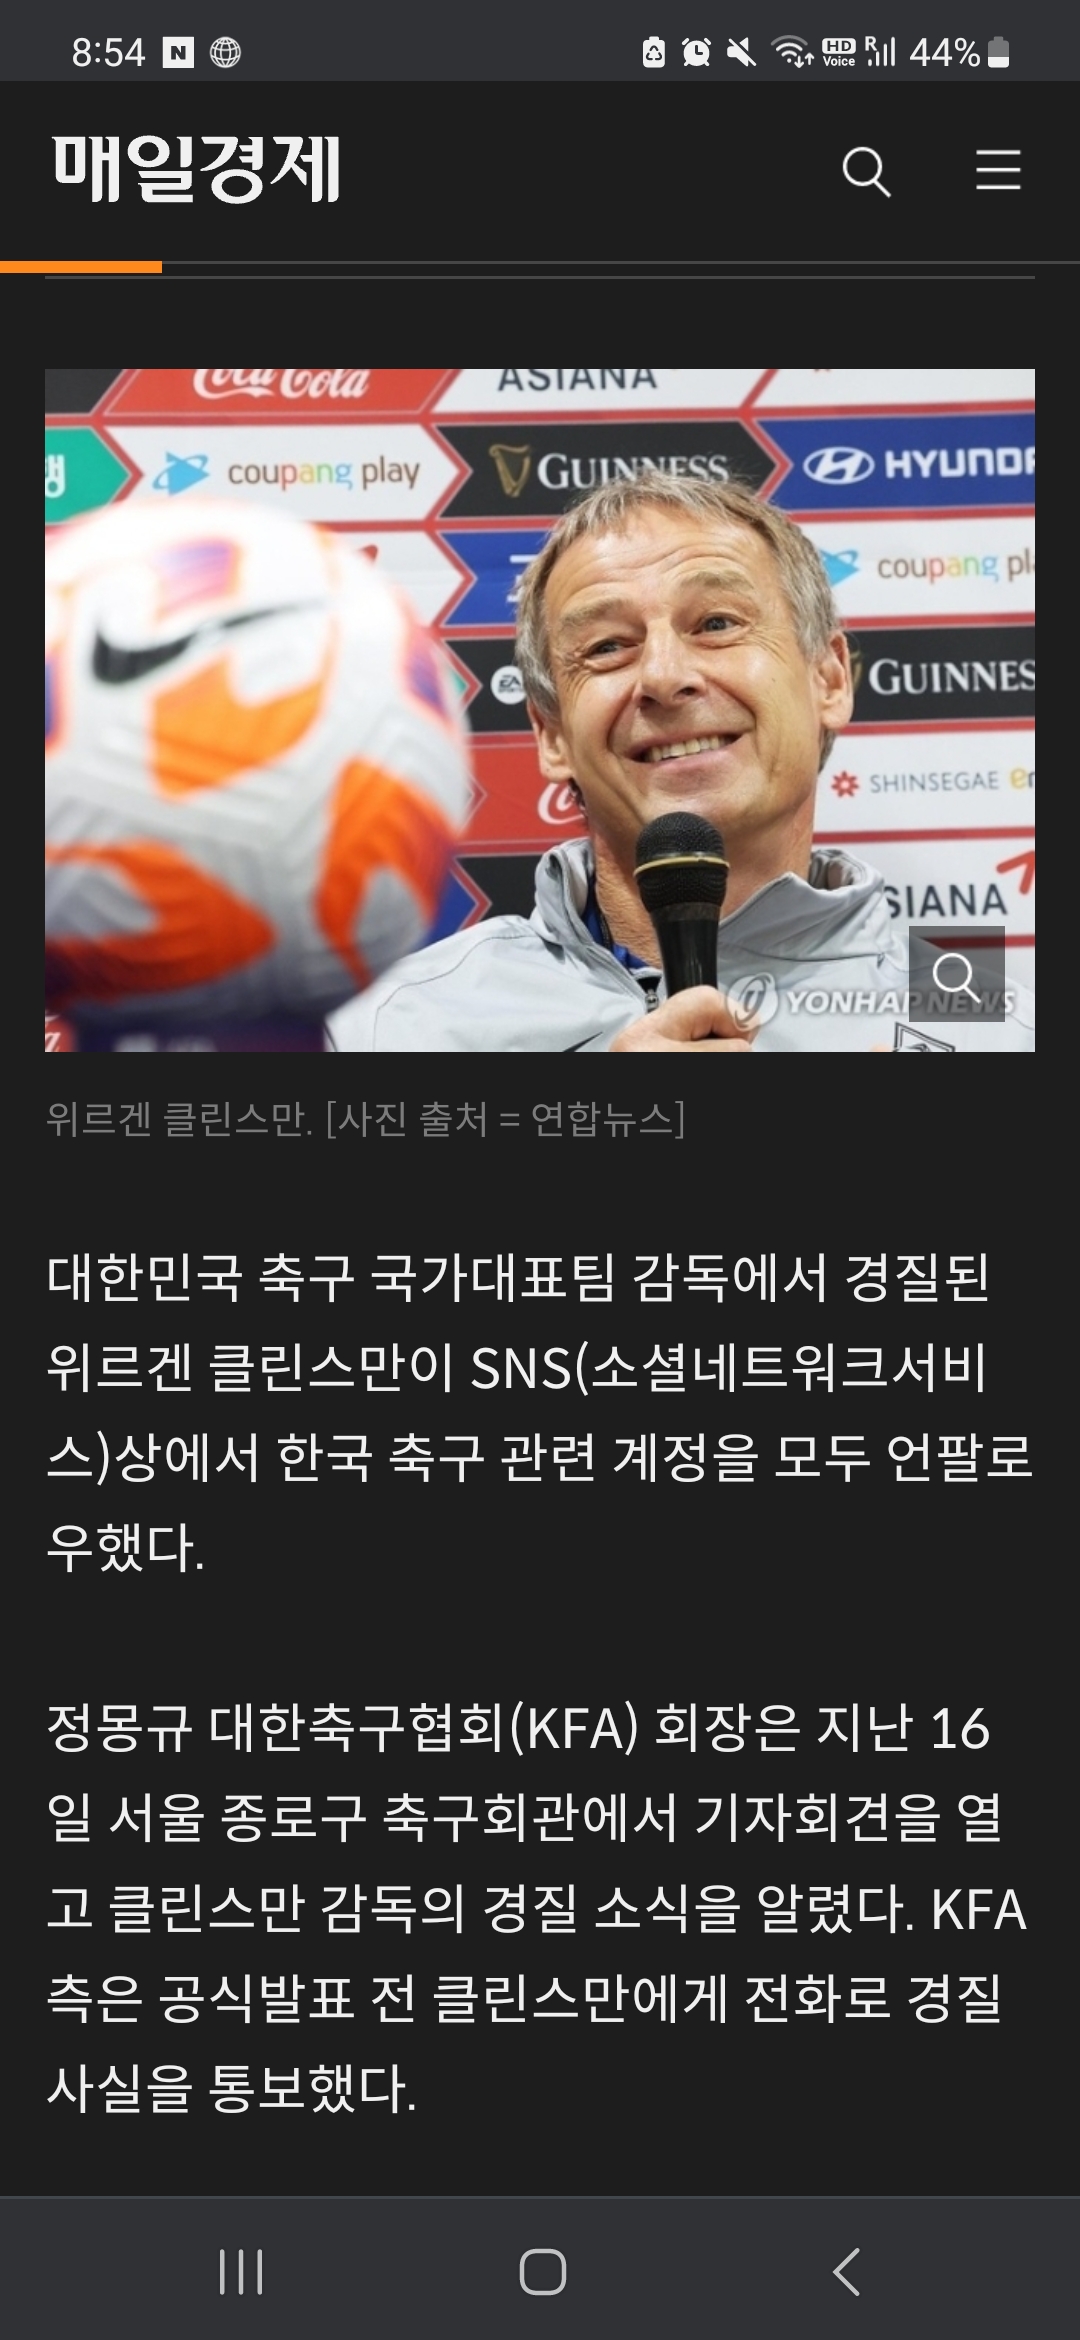 8:54 N HD Voice R 44%
매일경제
Coca Cola ASIANA
coupang play GUINNESS HYUNDAI
coupang pla
EA GUINNES
SHINSEGAE
SIANA
YONHAP NEWS
위르겐 클린스만. [사진 출처 = 연합뉴스]
대한민국 축구 국가대표팀 감독에서 경질된
위르겐 클린스만이 SNS(소셜네트워크서비
스)상에서 한국 축구 관련 계정을 모두 언팔로
우했다.
정몽규 대한축구협회(KFA) 회장은 지난 16
일 서울 종로구 축구회관에서 기자회견을 열
고 클린스만 감독의 경질 소식을 알렸다. KFA
측은 공식발표 전 클린스만에게 전화로 경질
사실을 통보했다.